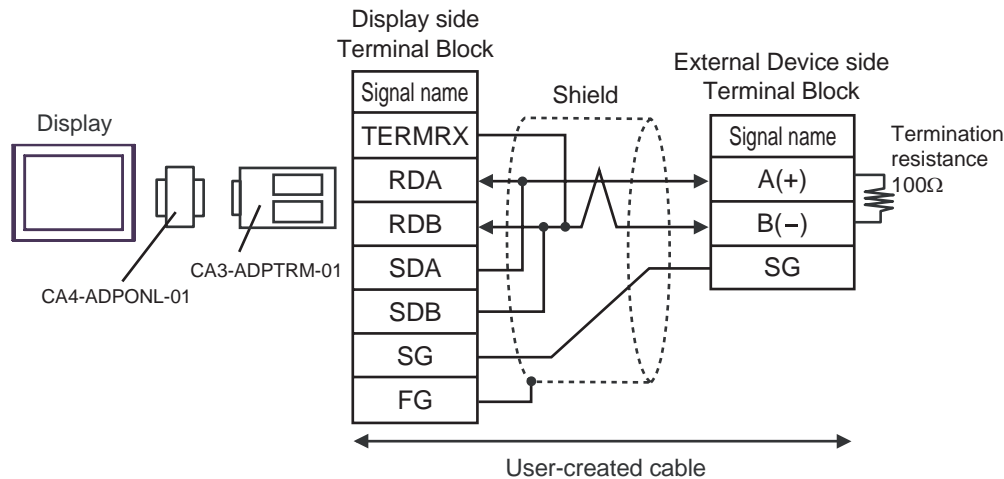 Display side
Terminal Block
Signal name
TERMRX
RDA
RDB
SDA
SDB
SG
FG
Shield
External Device side
Terminal Block
Signal name
A(+)
B(−)
SG
Termination
resistance
100Ω
Display
CA3-ADPTRM-01
CA4-ADPONL-01
User-created cable